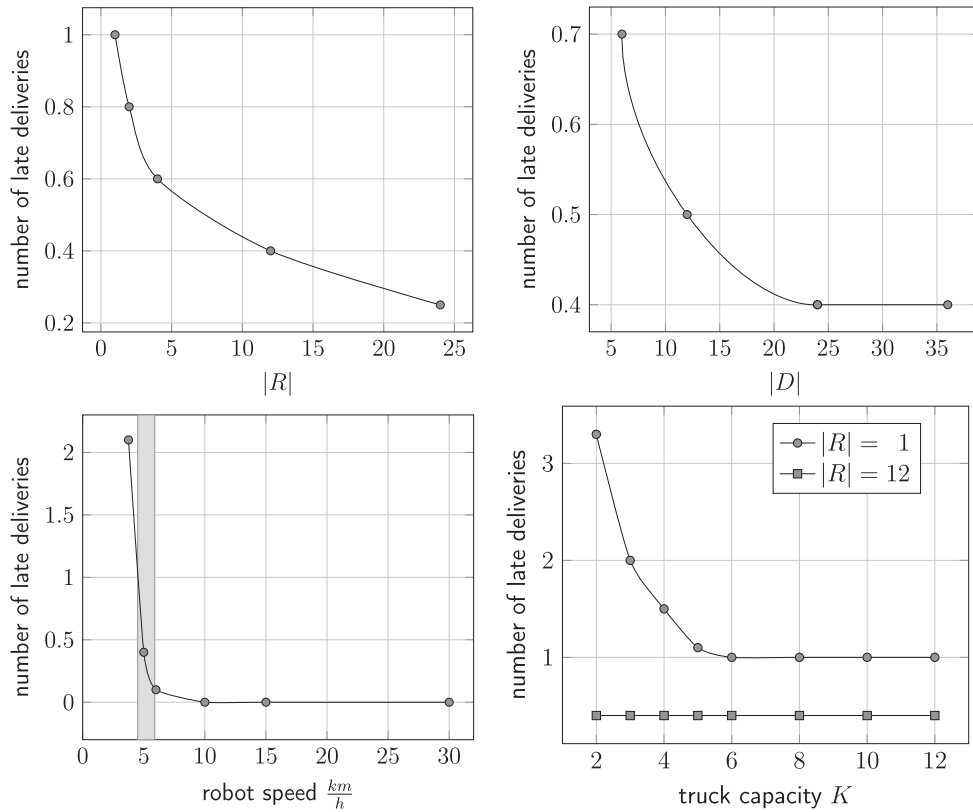 number of late deliveries
1
0.8
0.6
0.4
0.2
0 5 10 15 20 25
|R|
number of late deliveries
0.7
0.6
0.5
0.4
5 10 15 20 25 30 35
|D|
number of late deliveries
2
1.5
1
0.5
0
0 5 10 15 20 25 30
robot speed km/h
number of late deliveries
3
2
1
|R| = 1
|R| = 12
2 4 6 8 10 12
truck capacity K